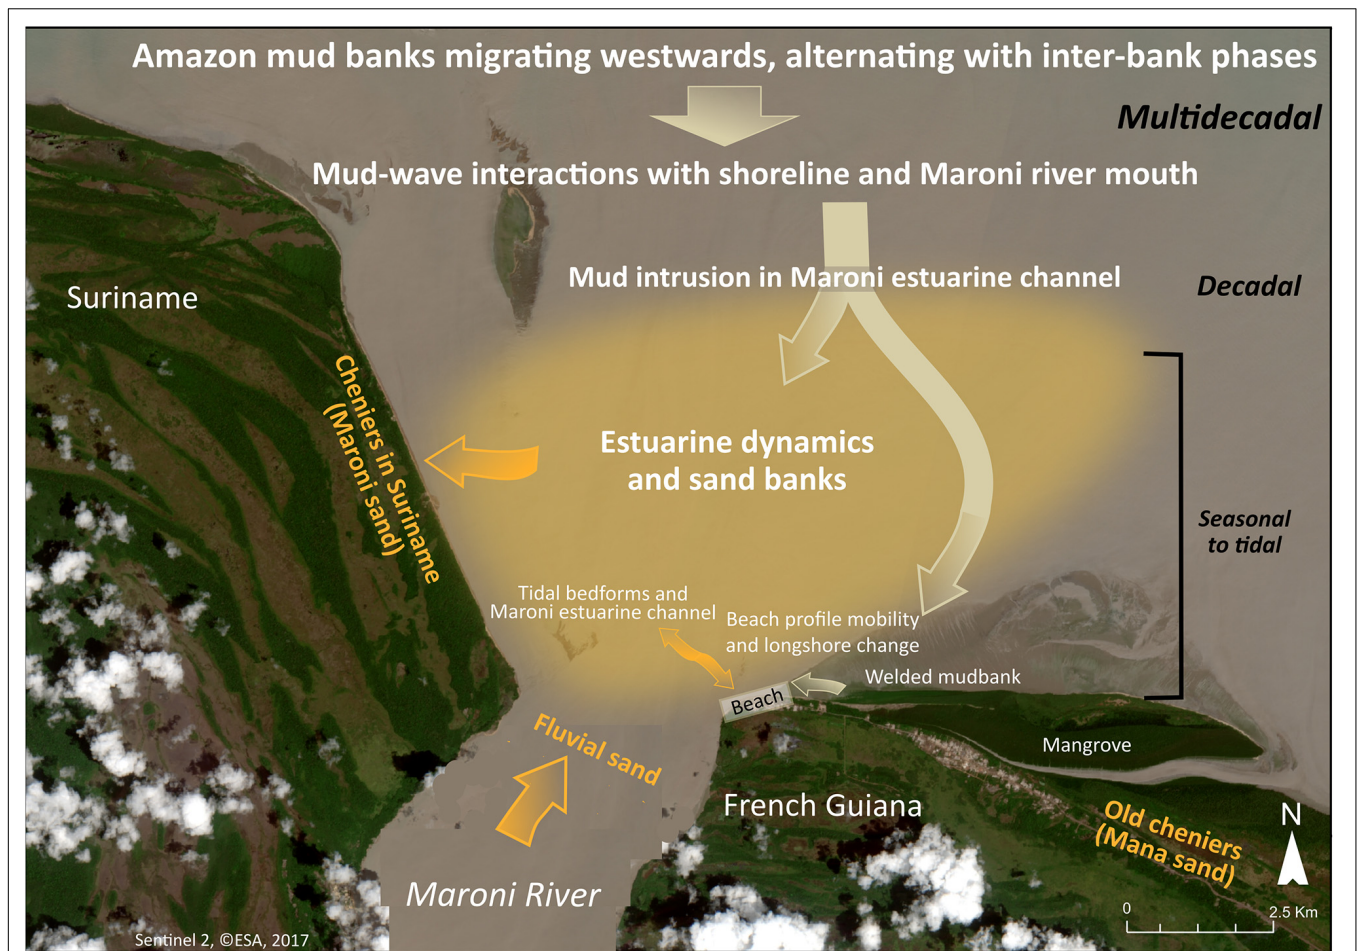 Amazon mud banks migrating westwards, alternating with inter-bank phases
Multidecadal
Mud-wave interactions with shoreline and Maroni river mouth
Mud intrusion in Maroni estuarine channel
Decadal
Suriname
Cheniers in Suriname
(Maroni sand)
Estuarine dynamics
and sand banks
Seasonal
to tidal
Tidal bedforms and
Maroni estuarine channel
Beach profile mobility
and longshore change
Welded mudbank
Beach
Fluvial sand
Mangrove
French Guiana
Old cheniers
(Mana sand)
N
Maroni River
0
2.5 Km
Sentinel 2, ©ESA, 2017